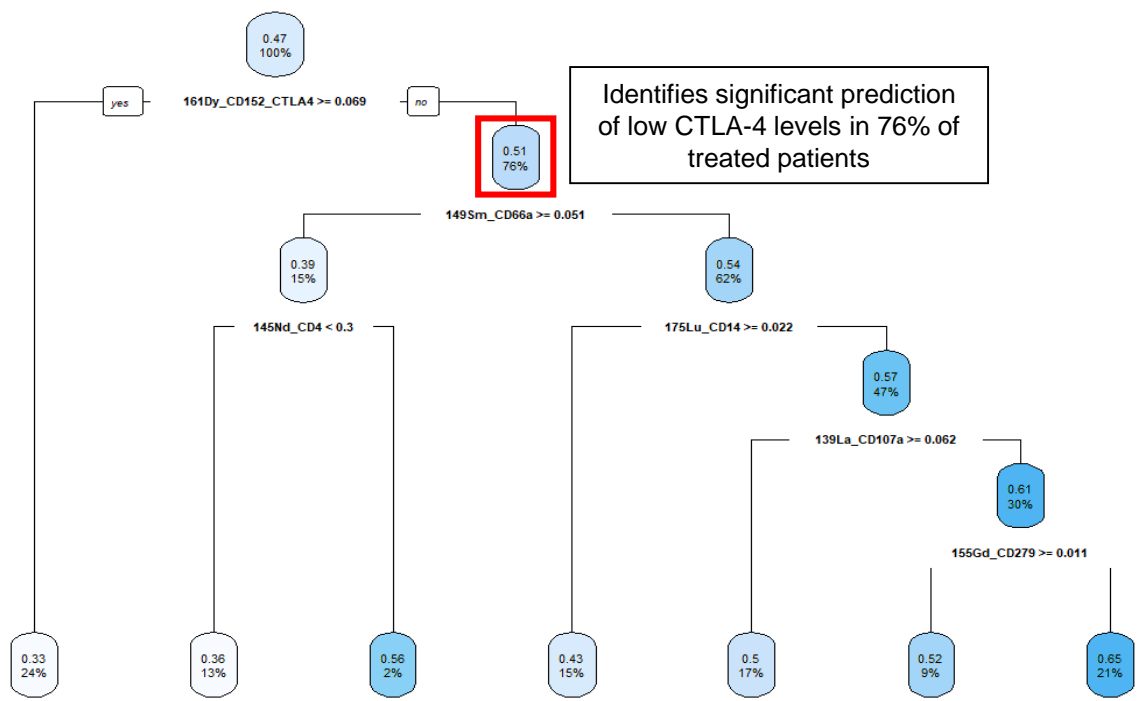 0.47
100%
yes
161Dy_CD152_CTLA4 >= 0.069
no
Identifies significant prediction
of low CTLA-4 levels in 76% of
treated patients
0.51
76%
149Sm_CD66a >= 0.051
0.39
15%
0.54
62%
145Nd_CD4 < 0.3
175Lu_CD14 >= 0.022
0.57
47%
139La_CD107a >= 0.062
0.61
30%
155Gd_CD279 >= 0.011
0.33
24%
0.36
13%
0.56
2%
0.43
15%
0.5
17%
0.52
9%
0.65
21%